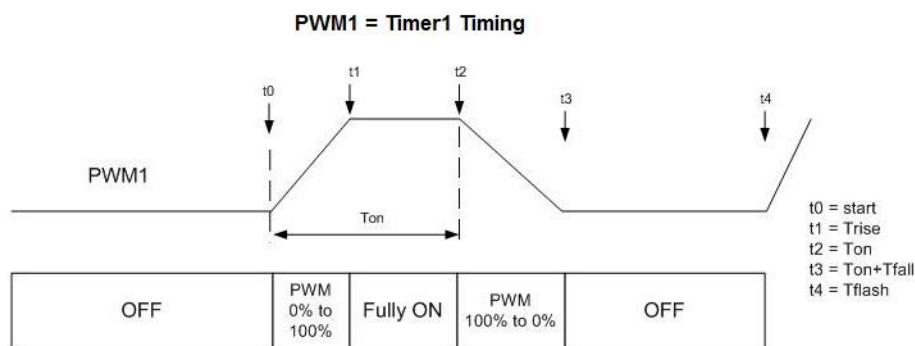 PWM1 = Timer1 Timing
t0
t1
t2
t3
t4
PWM1
Ton
t0 = start
t1 = Trise
t2 = Ton
t3 = Ton+Tfall
t4 = Tflash
OFF
PWM
0% to
100%
Fully ON
PWM
100% to 0%
OFF